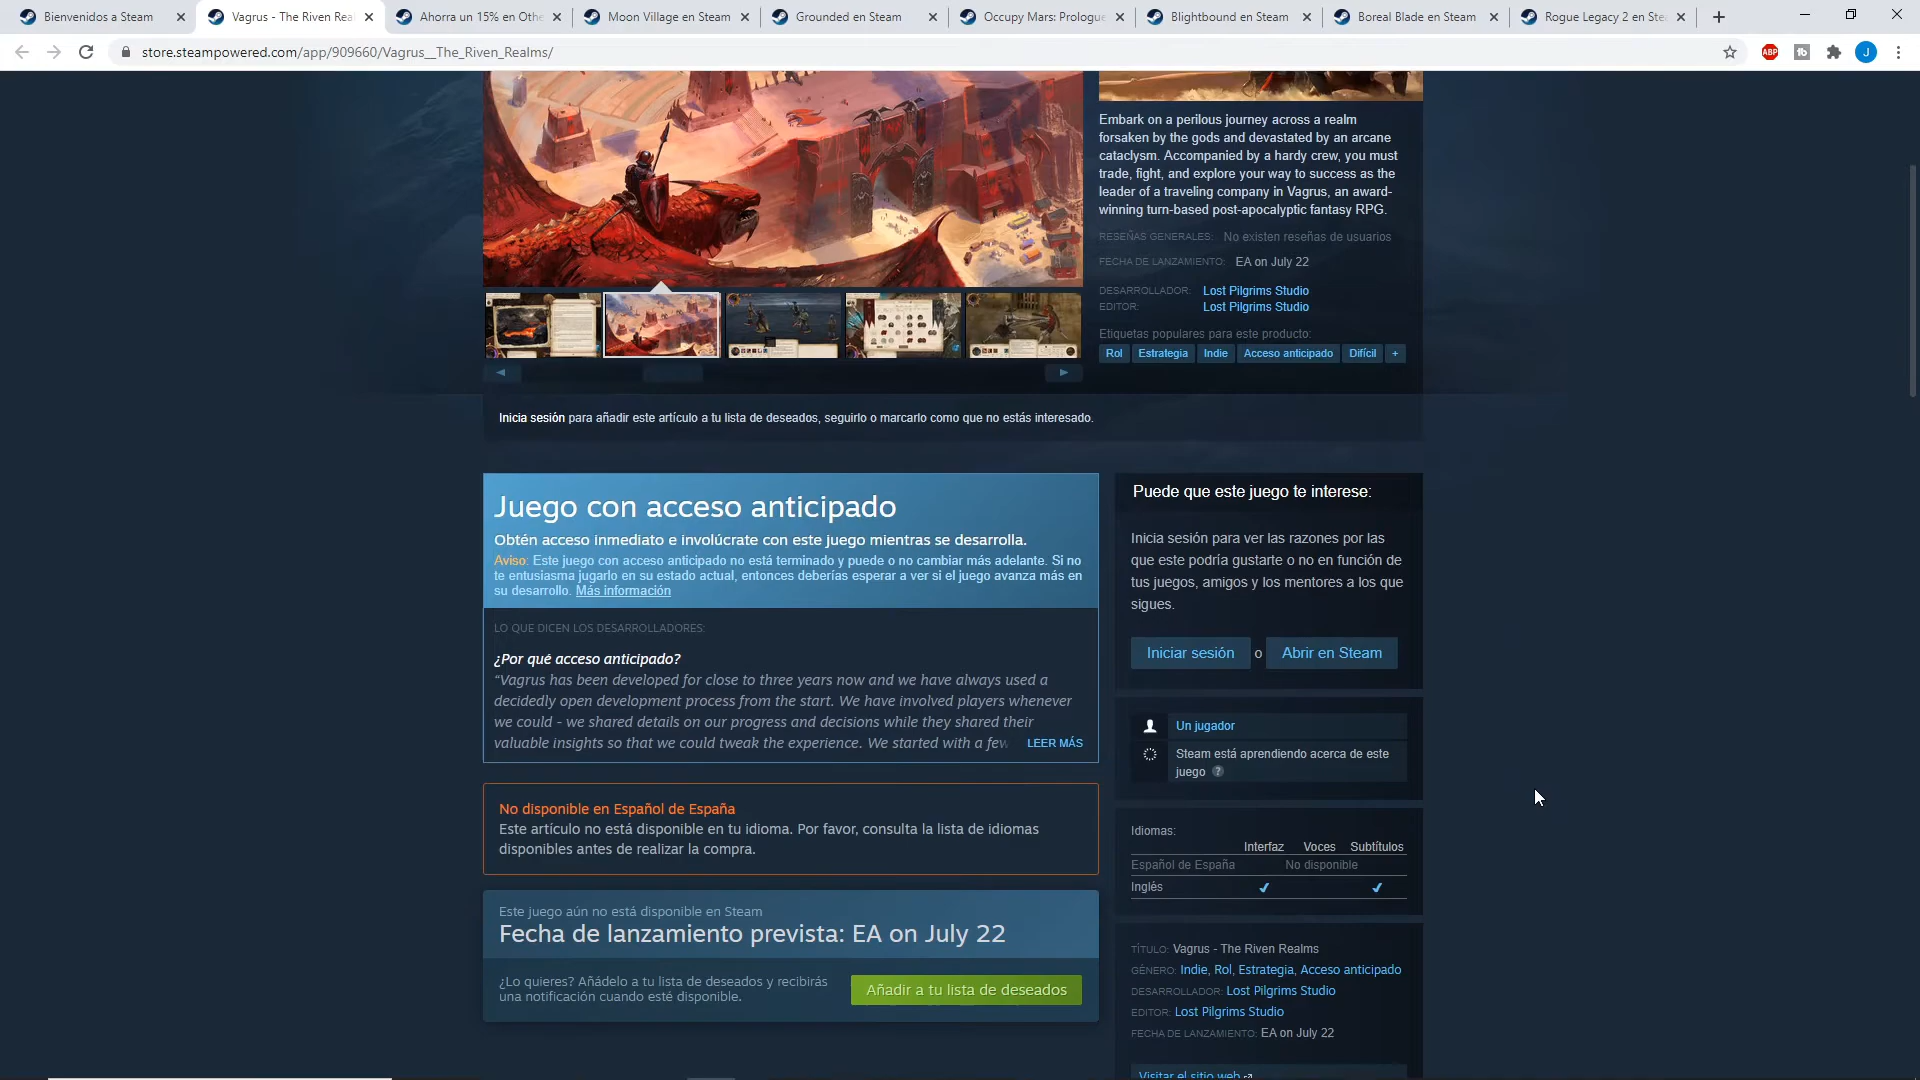 Bienvenidos a Steam
Vagrus - The Riven Rea
Ahorra un 15% en Othe
Moon Village en Steam
Grounded en Steam
Occupy Mars: Prologue
Blightbound en Steam
Boreal Blade en Steam
Rogue Legacy 2 en Ste
store.steampowered.com/app/909660/Vagrus__The_Riven_Realms/
ABP
J
Embark on a perilous journey across a realm
forsaken by the gods and devastated by an arcane
cataclysm. Accompanied by a hardy crew, you must
trade, fight, and explore your way to success as the
leader of a traveling company in Vagrus, an award-
winning turn-based post-apocalyptic fantasy RPG.
RESEÑAS GENERALES: No existen reseñas de usuarios
FECHA DE LANZAMIENTO: EA on July 22
DESARROLLADOR: Lost Pilgrims Studio
EDITOR: Lost Pilgrims Studio
Etiquetas populares para este producto:
Rol Estrategia Indie Acceso anticipado Difícil +
Inicia sesión para añadir este artículo a tu lista de deseados, seguirlo o marcarlo como que no estás interesado.
Juego con acceso anticipado
Obtén acceso inmediato e involúcrate con este juego mientras se desarrolla.
Aviso: Este juego con acceso anticipado no está terminado y puede o no cambiar más adelante. Si no
te entusiasma jugarlo en su estado actual, entonces deberías esperar a ver si el juego avanza más en
su desarrollo. Más información
LO QUE DICEN LOS DESARROLLADORES:
¿Por qué acceso anticipado?
“Vagrus has been developed for close to three years now and we have always used a
decidedly open development process from the start. We have involved players whenever
we could - we shared details on our progress and decisions while they shared their
valuable insights so that we could tweak the experience. We started with a few LEER MÁS
No disponible en Español de España
Este artículo no está disponible en tu idioma. Por favor, consulta la lista de idiomas
disponibles antes de realizar la compra.
Este juego aún no está disponible en Steam
Fecha de lanzamiento prevista: EA on July 22
¿Lo quieres? Añádelo a tu lista de deseados y recibirás
una notificación cuando esté disponible.
Añadir a tu lista de deseados
Puede que este juego te interese:
Inicia sesión para ver las razones por las
que este podría gustarte o no en función de
tus juegos, amigos y los mentores a los que
sigues.
Iniciar sesión o Abrir en Steam
Un jugador
Steam está aprendiendo acerca de este
juego ?
Idiomas:
Interfaz Voces Subtítulos
Español de España No disponible
Inglés ✔ ✔
TÍTULO: Vagrus - The Riven Realms
GÉNERO: Indie, Rol, Estrategia, Acceso anticipado
DESARROLLADOR: Lost Pilgrims Studio
EDITOR: Lost Pilgrims Studio
FECHA DE LANZAMIENTO: EA on July 22
Visitar el sitio web